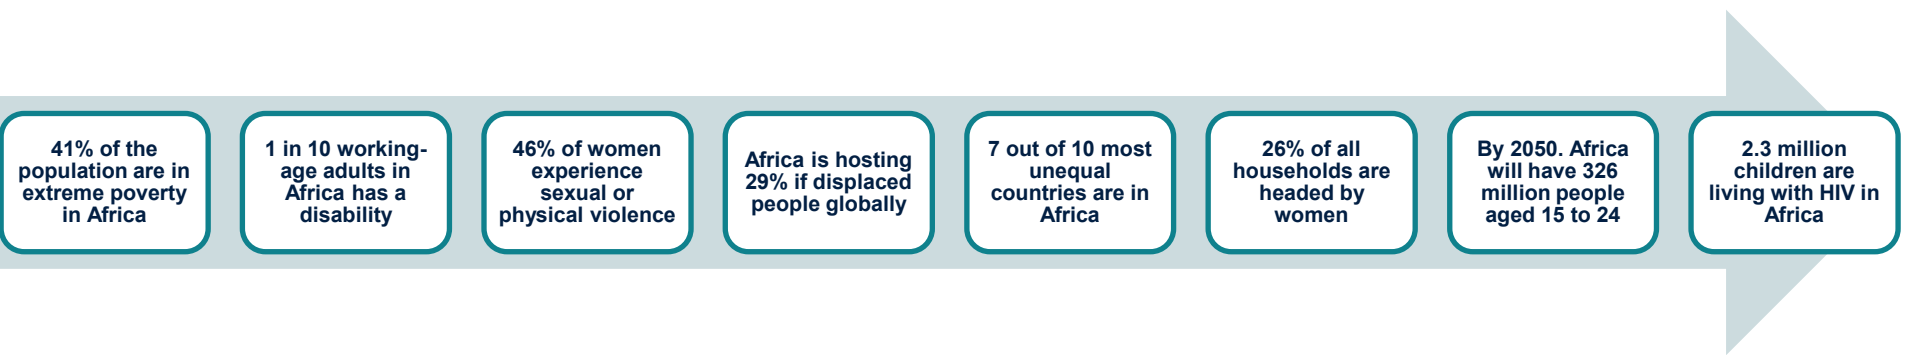 41% of the
population are in
extreme poverty
in Africa
1 in 10 working-
age adults in
Africa has a
disability
46% of women
experience
sexual or
physical violence
Africa is hosting
29% if displaced
people globally
7 out of 10 most
unequal
countries are in
Africa
26% of all
households are
headed by
women
By 2050. Africa
will have 326
million people
aged 15 to 24
2.3 million
children are
living with HIV in
Africa